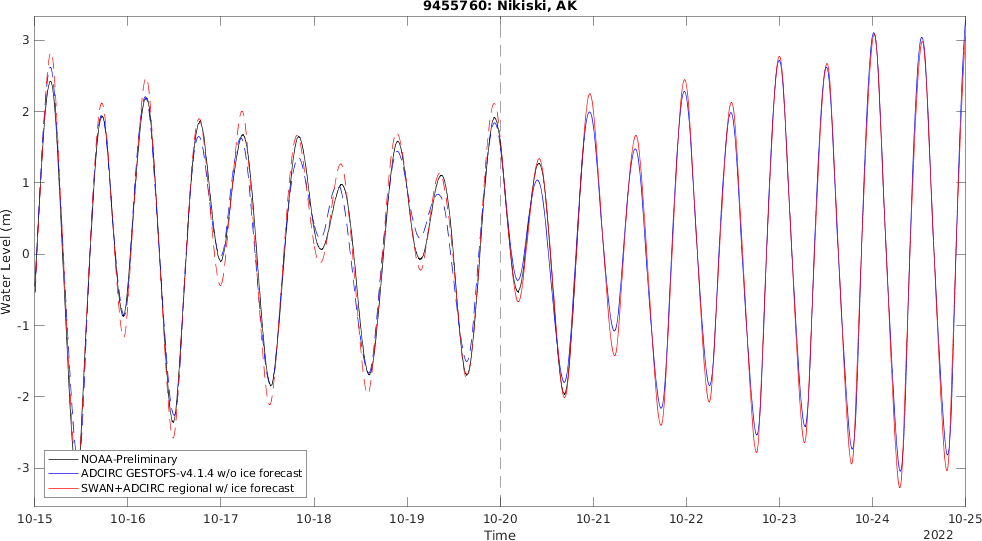 9455760: Nikiski, AK
Water Level (m)
3
2
1
0
-1
-2
-3
NOAA-Preliminary
ADCIRC GESTOFS-v4.1.4 w/o ice forecast
SWAN+ADCIRC regional w/ ice forecast
10-15 10-16 10-17 10-18 10-19 10-20 10-21 10-22 10-23 10-24 10-25
Time
2022